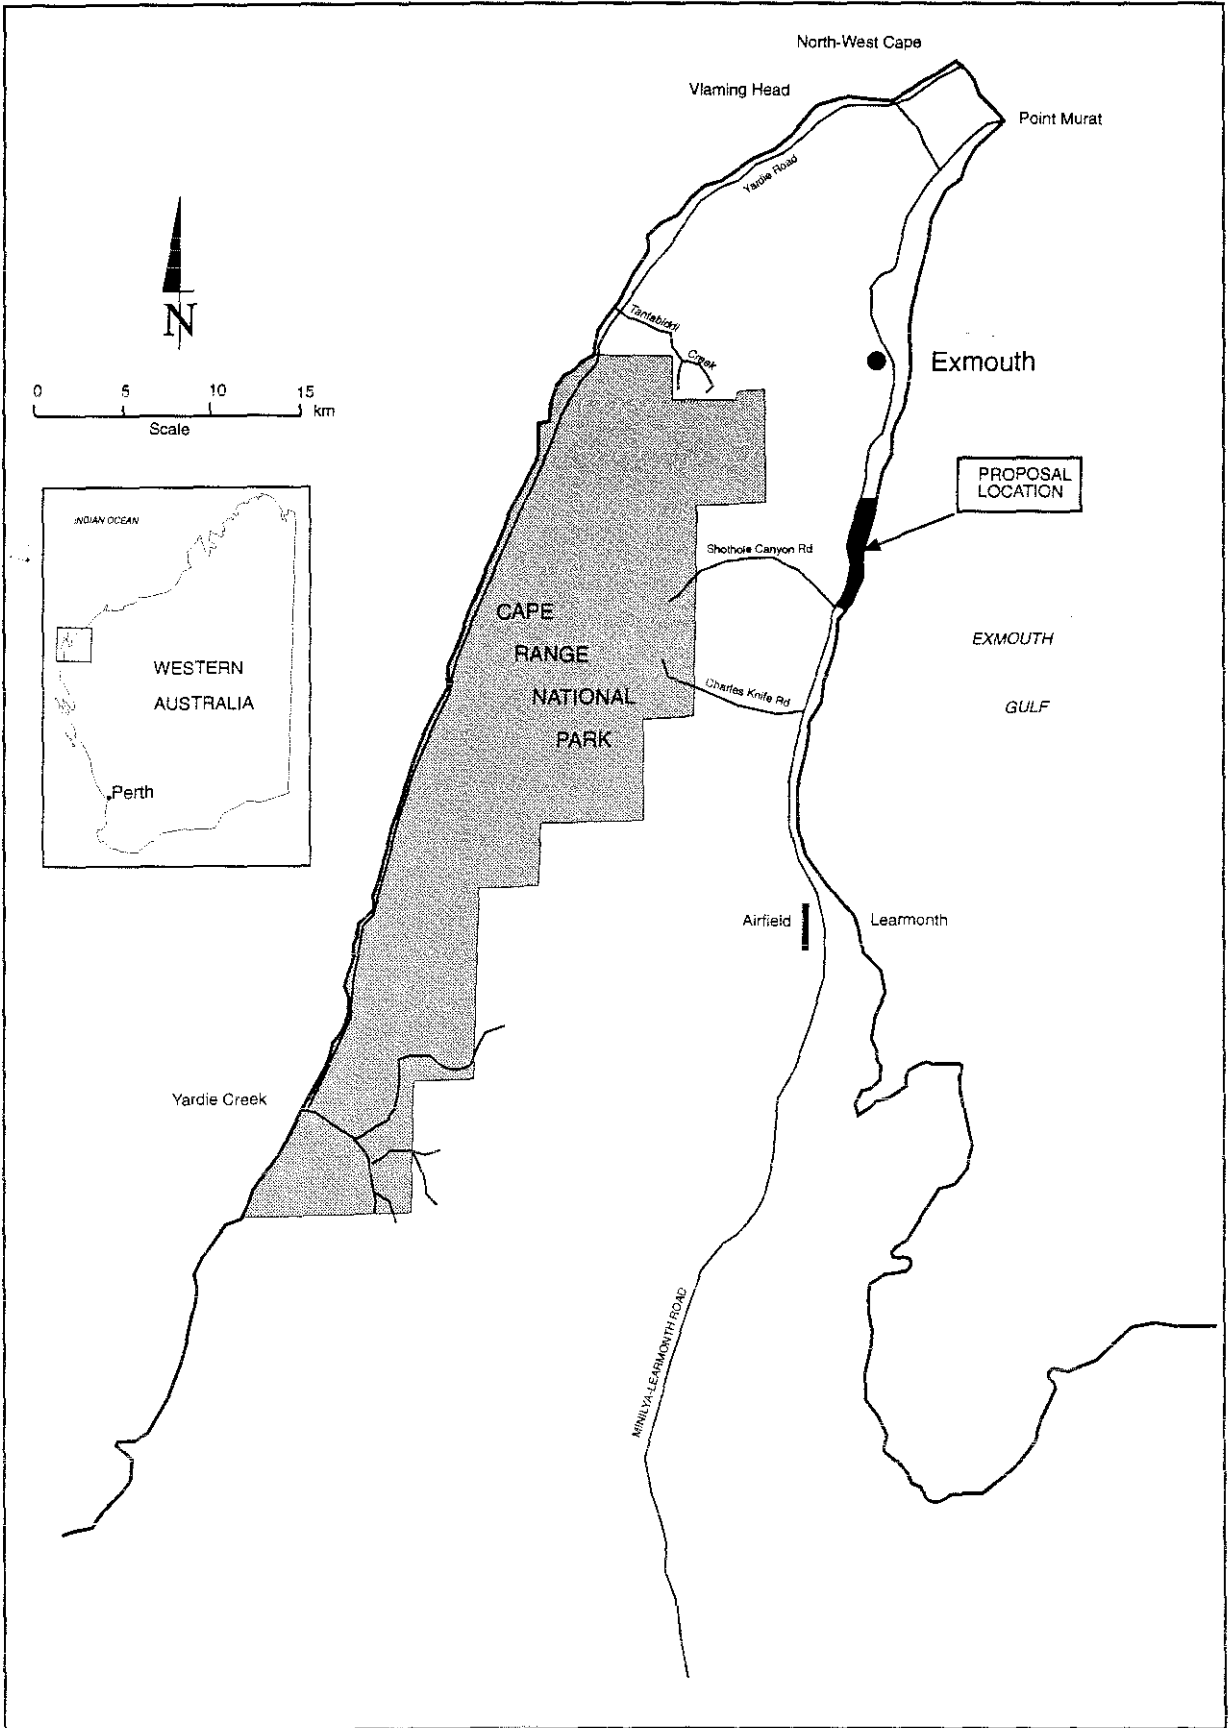 North-West Cape
Vlaming Head
Point Murat
Yardie Road
N
Tantabiddi
Creek
Exmouth
0 5 10 15
km
Scale
PROPOSAL
LOCATION
INDIAN OCEAN
Shothole Canyon Rd
CAPE
RANGE
NATIONAL
PARK
EXMOUTH
GULF
WESTERN
AUSTRALIA
Charles Knife Rd
Perth
Airfield
Learmonth
Yardie Creek
MINILYA-LEARMONTH ROAD